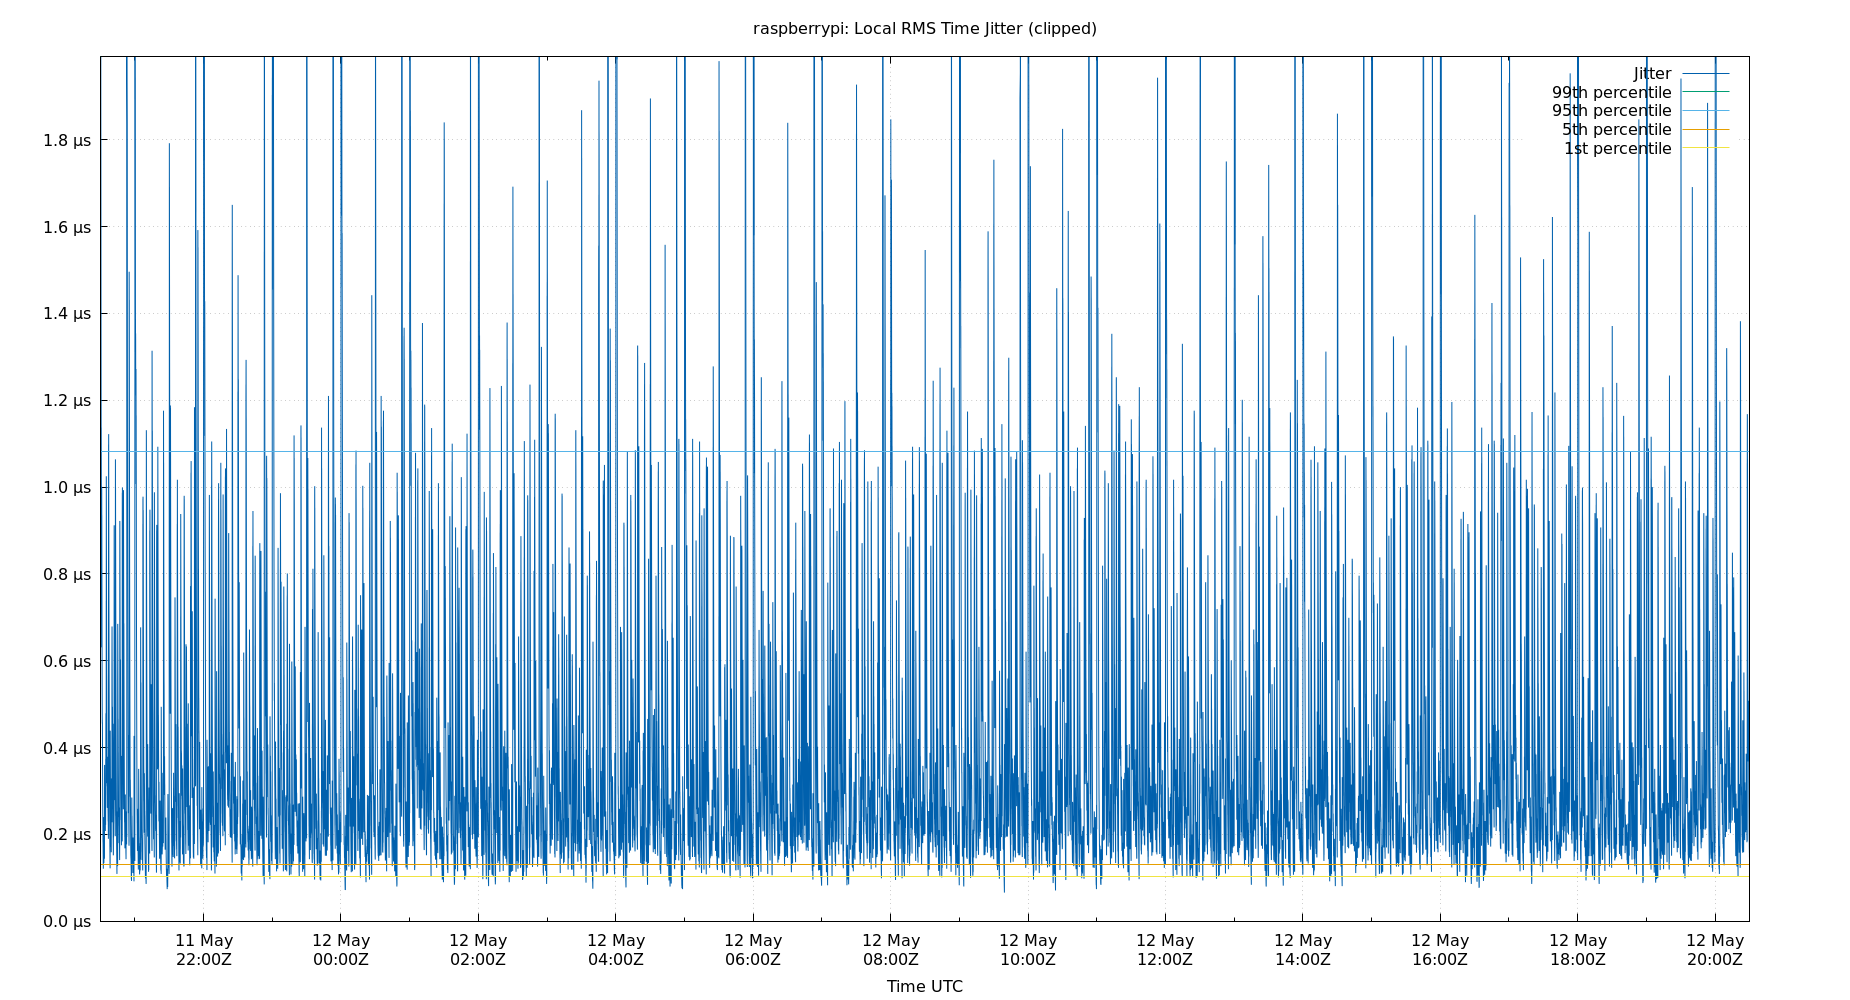 raspberrypi: Local RMS Time Jitter (clipped)
Jitter
99th percentile
95th percentile
5th percentile
1st percentile
1.8 µs
1.6 µs
1.4 µs
1.2 µs
1.0 µs
0.8 µs
0.6 µs
0.4 µs
0.2 µs
0.0 µs
11 May 12 May 12 May 12 May 12 May 12 May 12 May 12 May 12 May 12 May 12 May 12 May
22:00Z 00:00Z 02:00Z 04:00Z 06:00Z 08:00Z 10:00Z 12:00Z 14:00Z 16:00Z 18:00Z 20:00Z
Time UTC